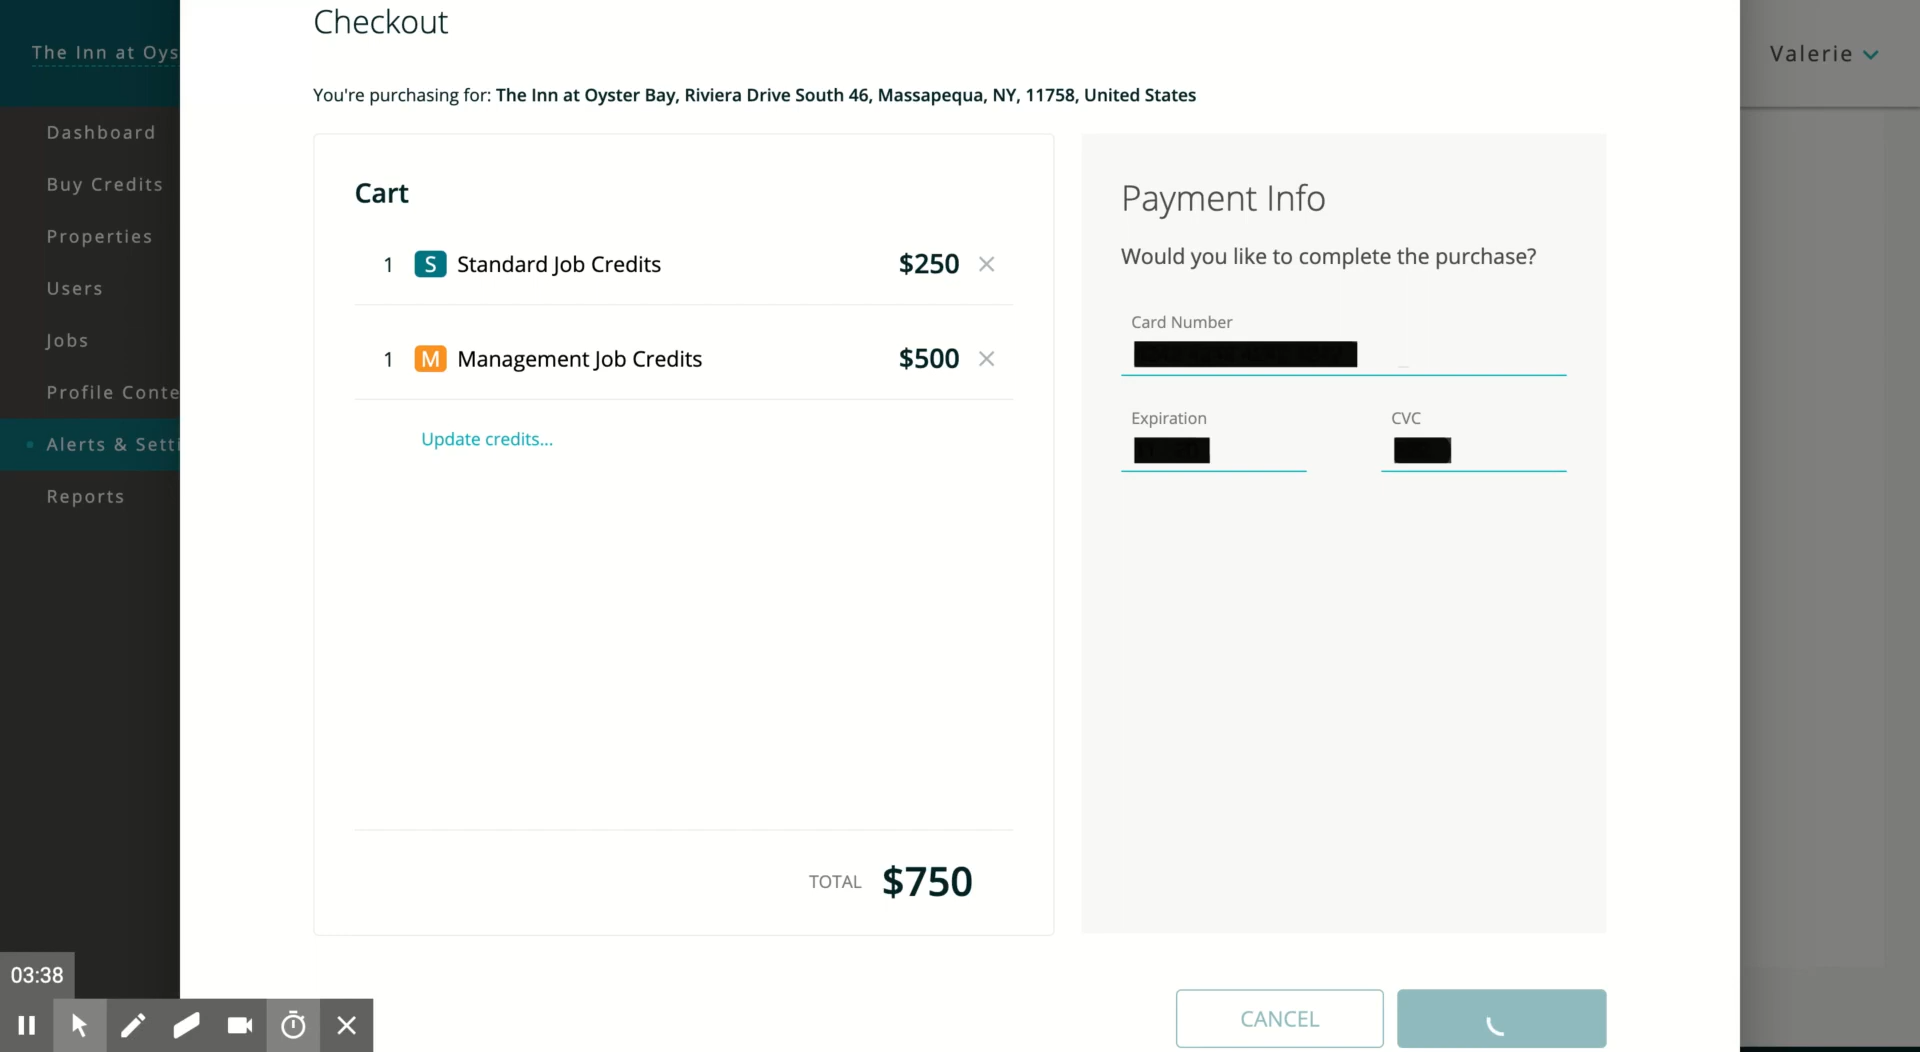 Checkout
The Inn at Oys
Valerie
You're purchasing for: The Inn at Oyster Bay, Riviera Drive South 46, Massapequa, NY, 11758, United States
Dashboard
Buy Credits
Properties
Users
Jobs
Profile Conte
Alerts & Setti
Reports
Cart
1 S Standard Job Credits $250
1 M Management Job Credits $500
Update credits...
TOTAL $750
Payment Info
Would you like to complete the purchase?
Card Number
Expiration CVC
CANCEL
03:38